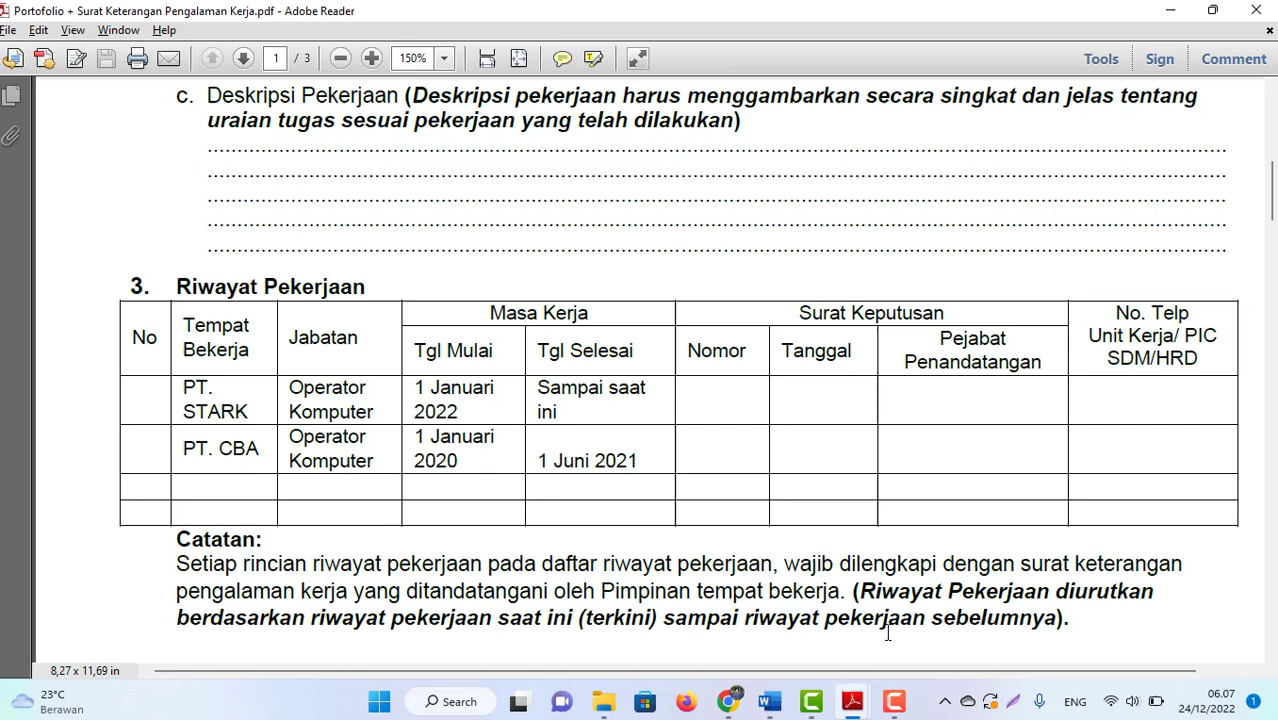 Portofolio + Surat Keterangan Pengalaman Kerja.pdf - Adobe Reader
File Edit View Window Help
1 / 3 150% Tools Sign Comment
c. Deskripsi Pekerjaan (Deskripsi pekerjaan harus menggambarkan secara singkat dan jelas tentang
uraian tugas sesuai pekerjaan yang telah dilakukan)
3. Riwayat Pekerjaan
No
Tempat
Bekerja
Jabatan
Masa Kerja
Tgl Mulai
Tgl Selesai
Surat Keputusan
Nomor
Tanggal
Pejabat
Penandatangan
No. Telp
Unit Kerja/ PIC
SDM/HRD
PT.
STARK
Operator
Komputer
1 Januari
2022
Sampai saat
ini
PT. CBA
Operator
Komputer
1 Januari
2020
1 Juni 2021
Catatan:
Setiap rincian riwayat pekerjaan pada daftar riwayat pekerjaan, wajib dilengkapi dengan surat keterangan
pengalaman kerja yang ditandatangani oleh Pimpinan tempat bekerja. (Riwayat Pekerjaan diurutkan
berdasarkan riwayat pekerjaan saat ini (terkini) sampai riwayat pekerjaan sebelumnya).
8,27 x 11,69 in
23°C
Berawan
Search
ENG
06.07
24/12/2022
1